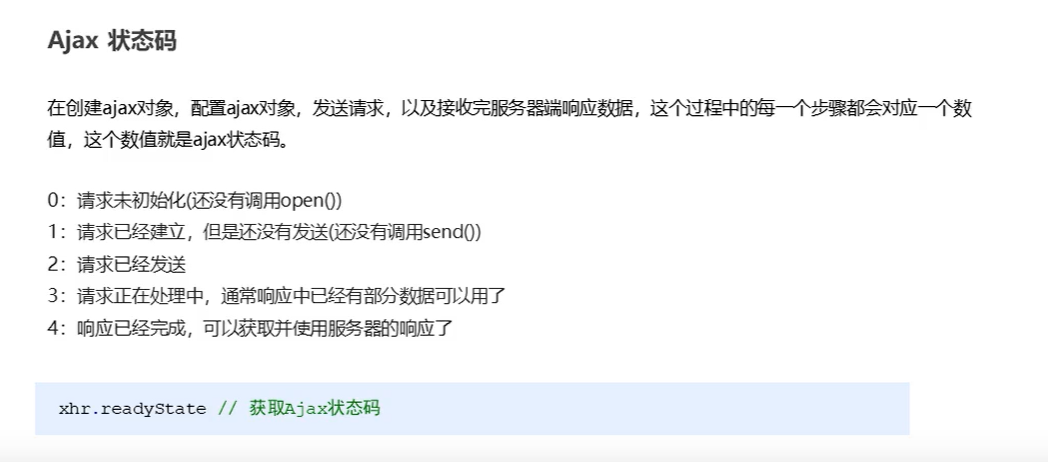 Ajax 状态码
在创建ajax对象，配置ajax对象，发送请求，以及接收完服务器端响应数据，这个过程中的每一个步骤都会对应一个数
值，这个数值就是ajax状态码。
0：请求未初始化(还没有调用open())
1：请求已经建立，但是还没有发送(还没有调用send())
2：请求已经发送
3：请求正在处理中，通常响应中已经有部分数据可以用了
4：响应已经完成，可以获取并使用服务器的响应了
xhr.readyState // 获取Ajax状态码